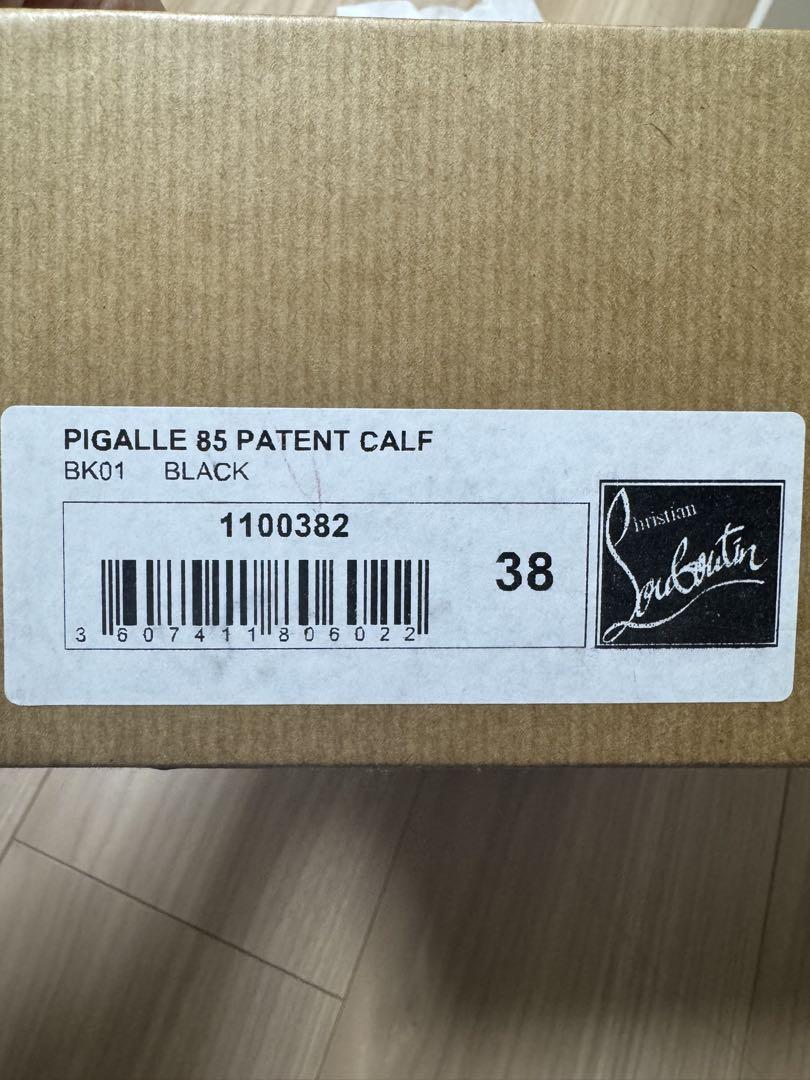 PIGALLE 85 PATENT CALF
BK01 BLACK
1100382
38
3 607411 806022
Christian
Louboutin